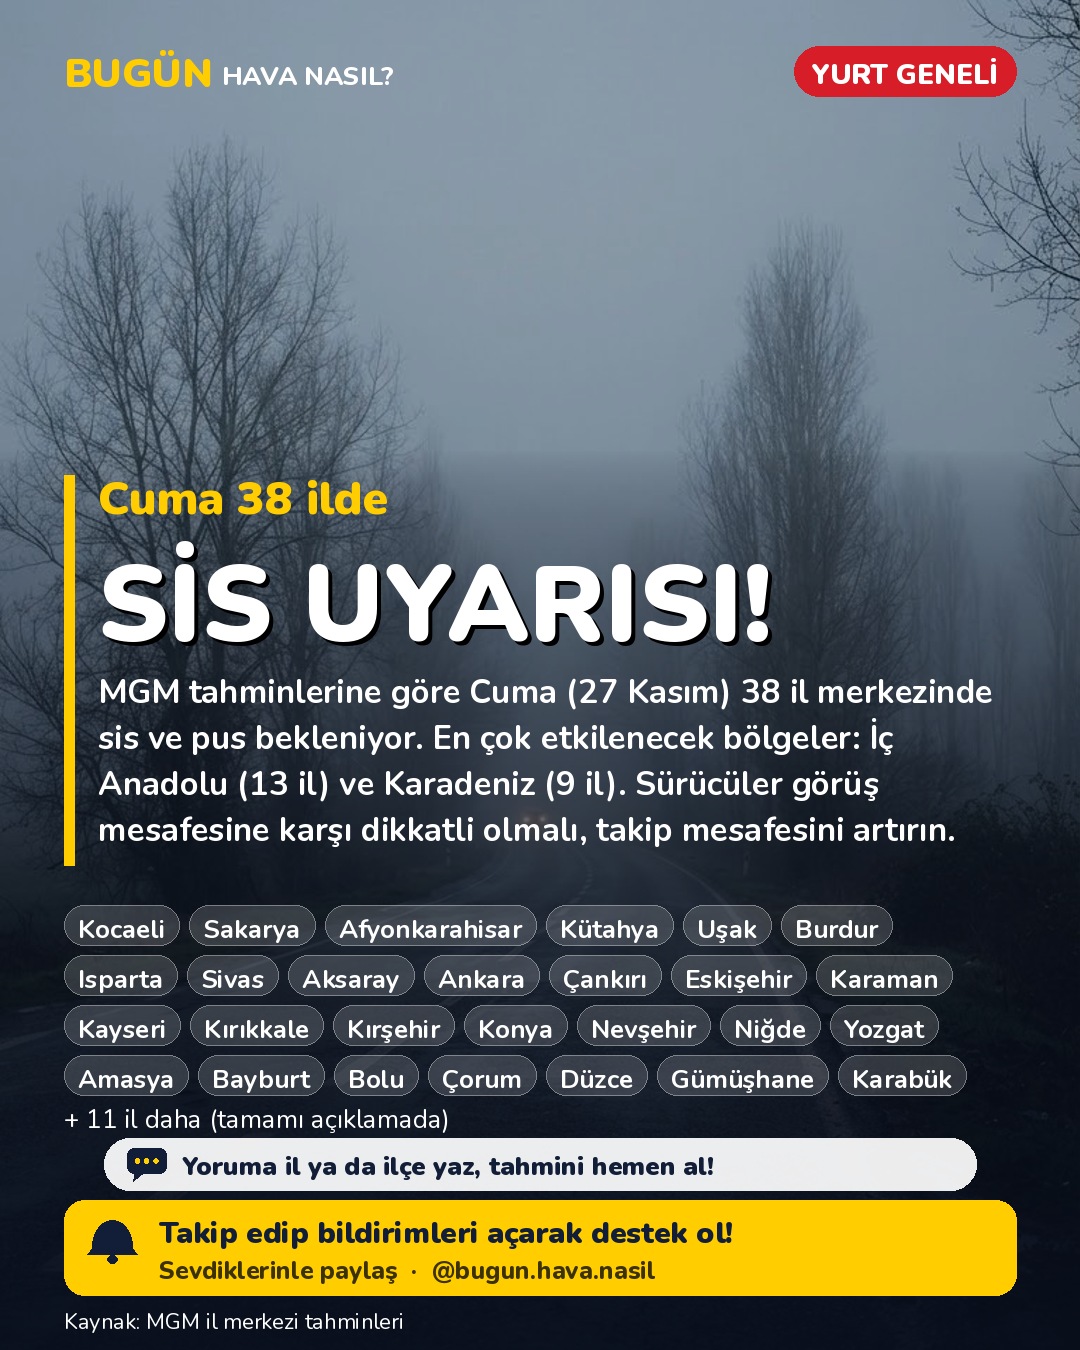 BUGÜN HAVA NASIL?
YURT GENELİ
Cuma 38 ilde
SİS UYARISI!
MGM tahminlerine göre Cuma (27 Kasım) 38 il merkezinde
sis ve pus bekleniyor. En çok etkilenecek bölgeler: İç
Anadolu (13 il) ve Karadeniz (9 il). Sürücüler görüş
mesafesine karşı dikkatli olmalı, takip mesafesini artırın.
Kocaeli Sakarya Afyonkarahisar Kütahya Uşak Burdur
Isparta Sivas Aksaray Ankara Çankırı Eskişehir Karaman
Kayseri Kırıkkale Kırşehir Konya Nevşehir Niğde Yozgat
Amasya Bayburt Bolu Çorum Düzce Gümüşhane Karabük
+ 11 il daha (tamamı açıklamada)
Yoruma il ya da ilçe yaz, tahmini hemen al!
Takip edip bildirimleri açarak destek ol!
Sevdiklerinle paylaş · @bugun.hava.nasil
Kaynak: MGM il merkezi tahminleri